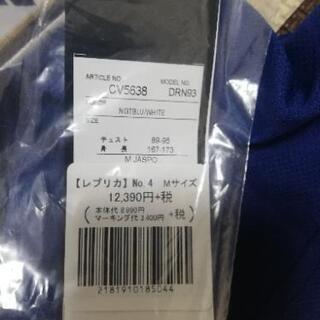 ARTICLE NO
MODEL NO
CV5638
DRN93
NGTBLU/WHITE
SIZE
チェスト 89-95
身 長 167-173
M JASPO
【レプリカ】No.4 Mサイズ
12,390円+税
(本体代 8,990円
マーキング代 3,400円 +税)
2181910185044